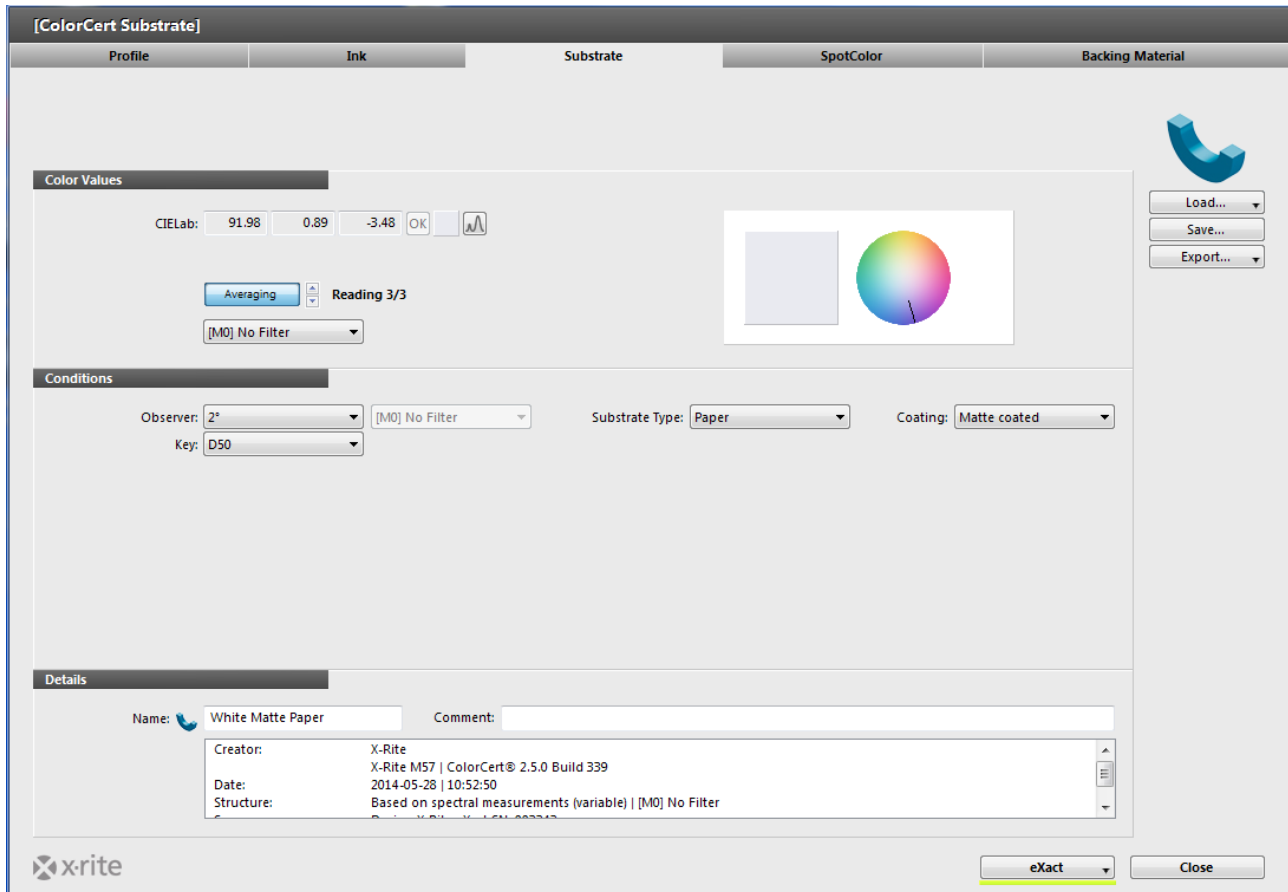 [ColorCert Substrate]
Profile Ink Substrate SpotColor Backing Material
Color Values
CIELab: 91.98 0.89 -3.48 OK
Averaging Reading 3/3
[M0] No Filter
Load...
Save...
Export...
Conditions
Observer: 2° [M0] No Filter Substrate Type: Paper Coating: Matte coated
Key: D50
Details
Name: White Matte Paper Comment:
Creator: X-Rite
X-Rite M57 | ColorCert® 2.5.0 Build 339
Date: 2014-05-28 | 10:52:50
Structure: Based on spectral measurements (variable) | [M0] No Filter
x·rite
eXact Close